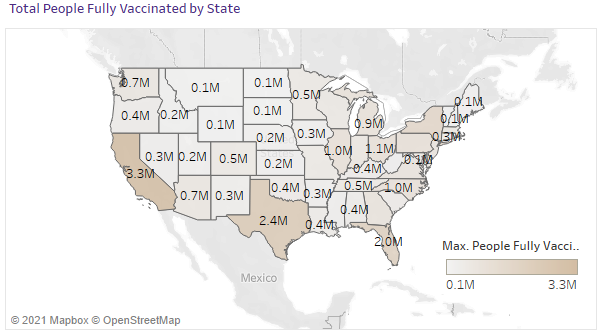 Total People Fully Vaccinated by State
0.7M
0.1M
0.1M
0.5M
0.1M
0.4M
0.2M
0.1M
0.1M
0.9M
0.1M
0.3M
0.2M
0.3M
0.3M
0.2M
0.5M
0.2M
1.0M
1.1M
0.1M
3.3M
0.4M
0.7M
0.3M
0.4M
0.3M
0.5M
1.0M
2.4M
0.4M
0.4M
2.0M
Max. People Fully Vacci..
0.1M
3.3M
Mexico
© 2021 Mapbox © OpenStreetMap